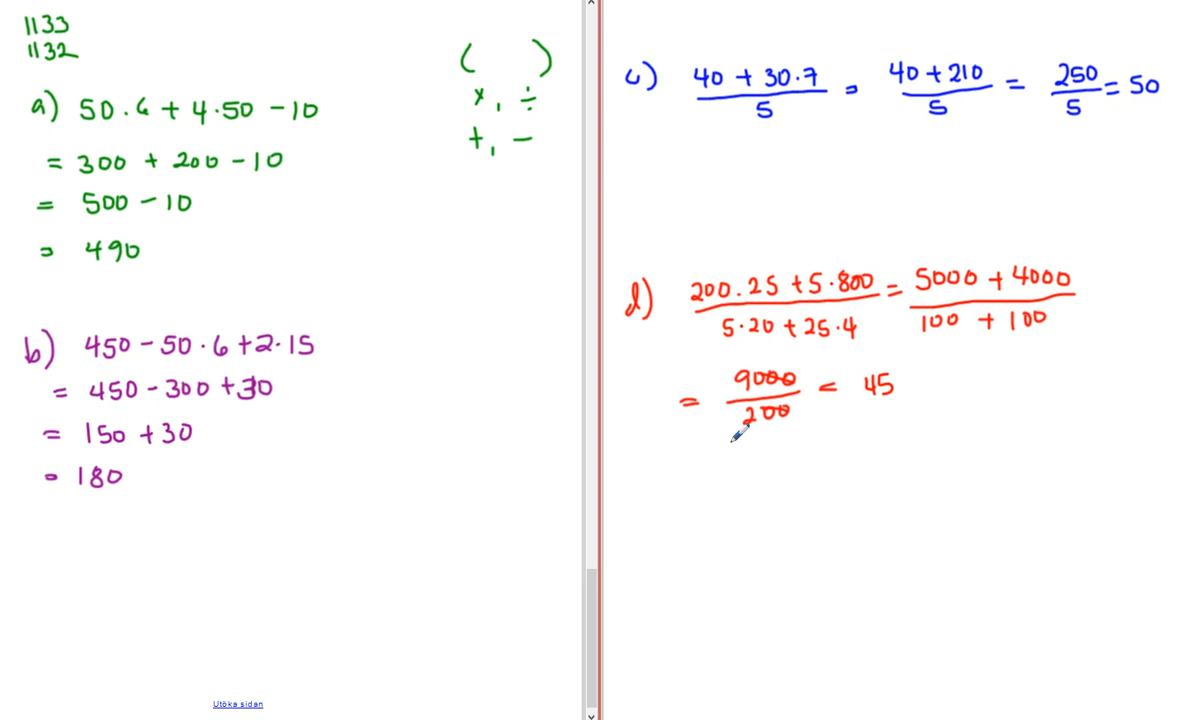 1133
1132
( )
×, ÷
+, −
a) 50·6 + 4·50 − 10
= 300 + 200 − 10
= 500 − 10
= 490
b) 450 − 50·6 + 2·15
= 450 − 300 + 30
= 150 + 30
= 180
Utöka sidan
c) (40 + 30·7)/5 = (40 + 210)/5 = 250/5 = 50
d) (200·25 + 5·800)/(5·20 + 25·4) = (5000 + 4000)/(100 + 100)
= 9000/200 = 45